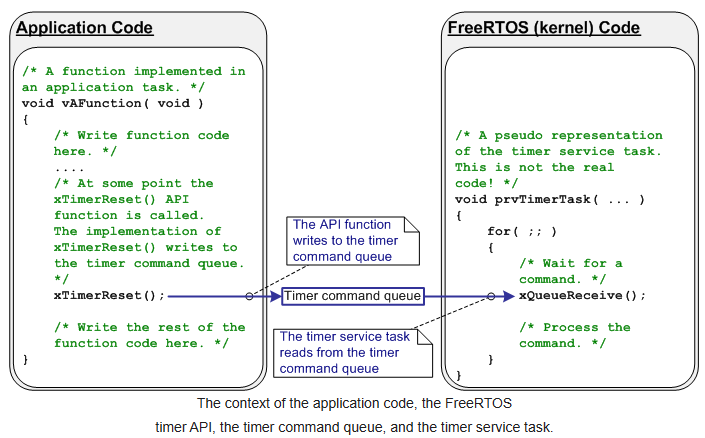 Application Code
/* A function implemented in
an application task. */
void vAFunction( void )
{
/* Write function code
here. */
....
/* At some point the
xTimerReset() API
function is called.
The implementation of
xTimerReset() writes to
the timer command queue.
*/
xTimerReset();
/* Write the rest of the
function code here. */
}
The API function
writes to the timer
command queue
Timer command queue
The timer service task
reads from the timer
command queue
FreeRTOS (kernel) Code
/* A pseudo representation
of the timer service task.
This is not the real
code! */
void prvTimerTask( ... )
{
for( ;; )
{
/* Wait for a
command. */
xQueueReceive();
/* Process the
command. */
}
}
The context of the application code, the FreeRTOS
timer API, the timer command queue, and the timer service task.